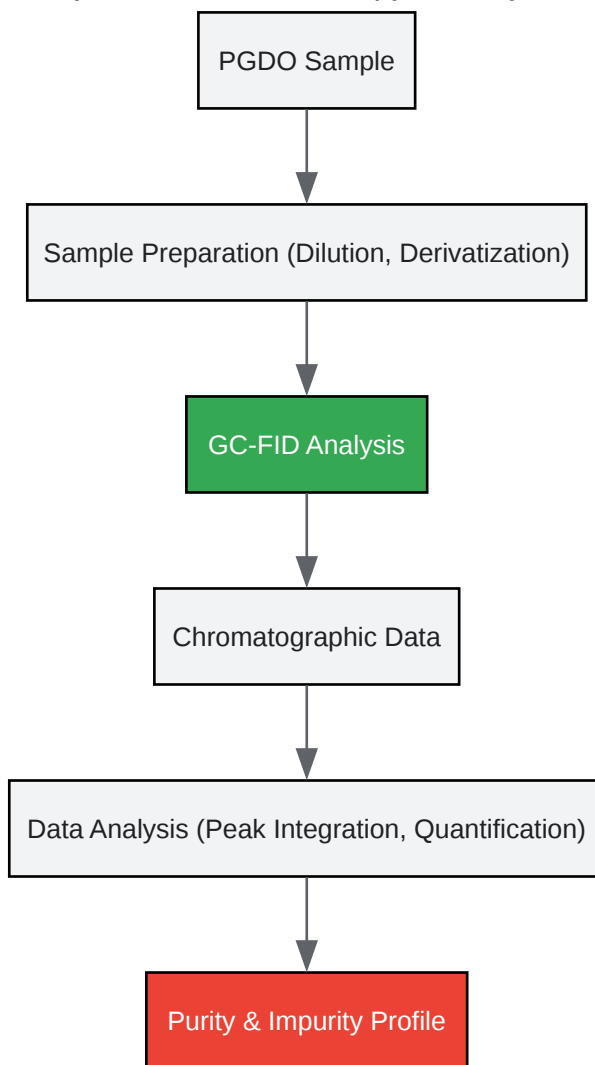 PGDO Sample
Sample Preparation (Dilution, Derivatization)
GC-FID Analysis
Chromatographic Data
Data Analysis (Peak Integration, Quantification)
Purity & Impurity Profile